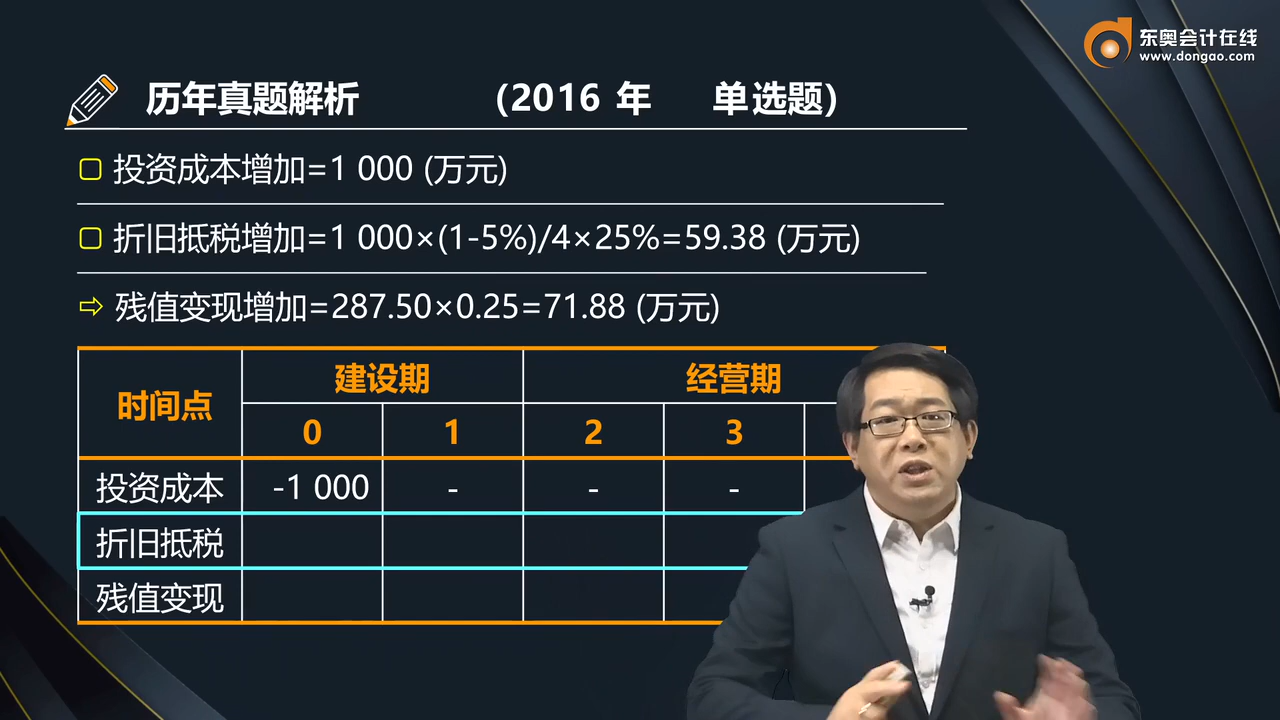 东奥会计在线
www.dongao.com
历年真题解析 (2016 年 单选题)
投资成本增加=1 000 (万元)
折旧抵税增加=1 000×(1-5%)/4×25%=59.38 (万元)
残值变现增加=287.50×0.25=71.88 (万元)
时间点 建设期 经营期
0 1 2 3
投资成本 -1 000 - - -
折旧抵税
残值变现